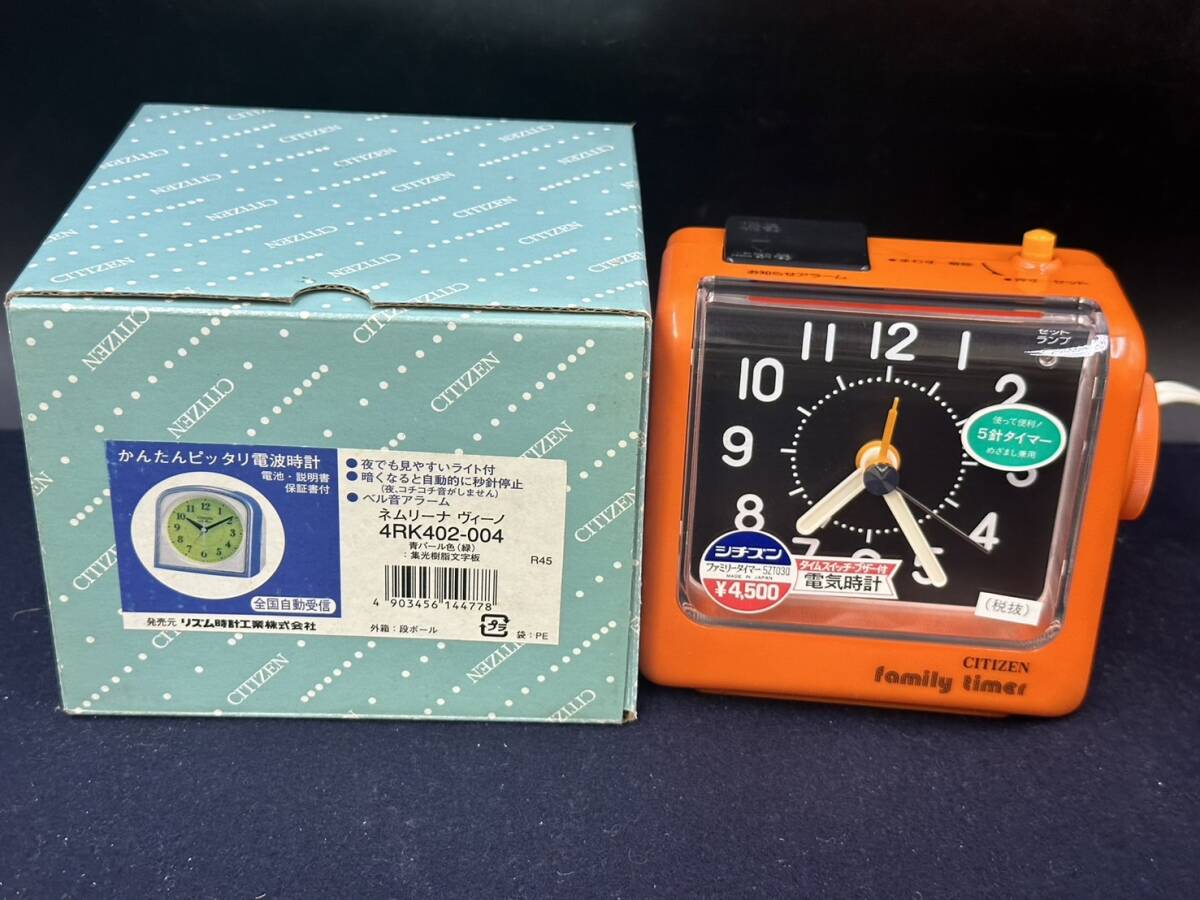 CITIZEN
かんたんピッタリ電波時計
電池・説明書
保証書付
全国自動受信
発売元 リズム時計工業株式会社
●夜でも見やすいライト付
●暗くなると自動的に秒針停止
(夜、コチコチ音がしません)
●ベル音アラーム
ネムリーナ ヴィーノ
4RK402-004
青パール色(緑)
:集光樹脂文字板
R45
4 903456 144778
外箱:段ボール
プラ
袋:PE
セット
ランプ
11 12 1
10 2
9
8 4
7 5
使って便利!
5針タイマー
めざまし兼用
シチズン
ファミリータイマー 5ZT030
MADE IN JAPAN
¥4,500
タイムスイッチ・ブザー付
電気時計
(税抜)
CITIZEN
family timer